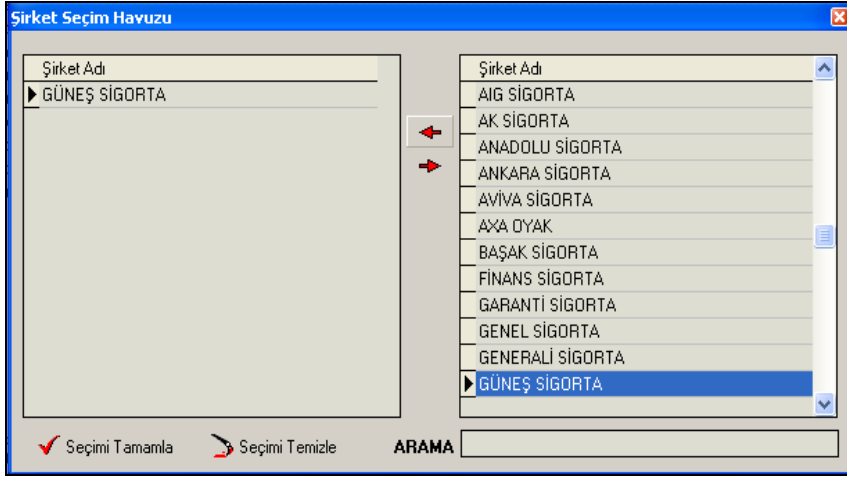 Şirket Seçim Havuzu
Şirket Adı
GÜNEŞ SİGORTA
Şirket Adı
AIG SİGORTA
AK SİGORTA
ANADOLU SİGORTA
ANKARA SİGORTA
AVİVA SİGORTA
AXA OYAK
BAŞAK SİGORTA
FİNANS SİGORTA
GARANTİ SİGORTA
GENEL SİGORTA
GENERALİ SİGORTA
GÜNEŞ SİGORTA
Seçimi Tamamla Seçimi Temizle ARAMA